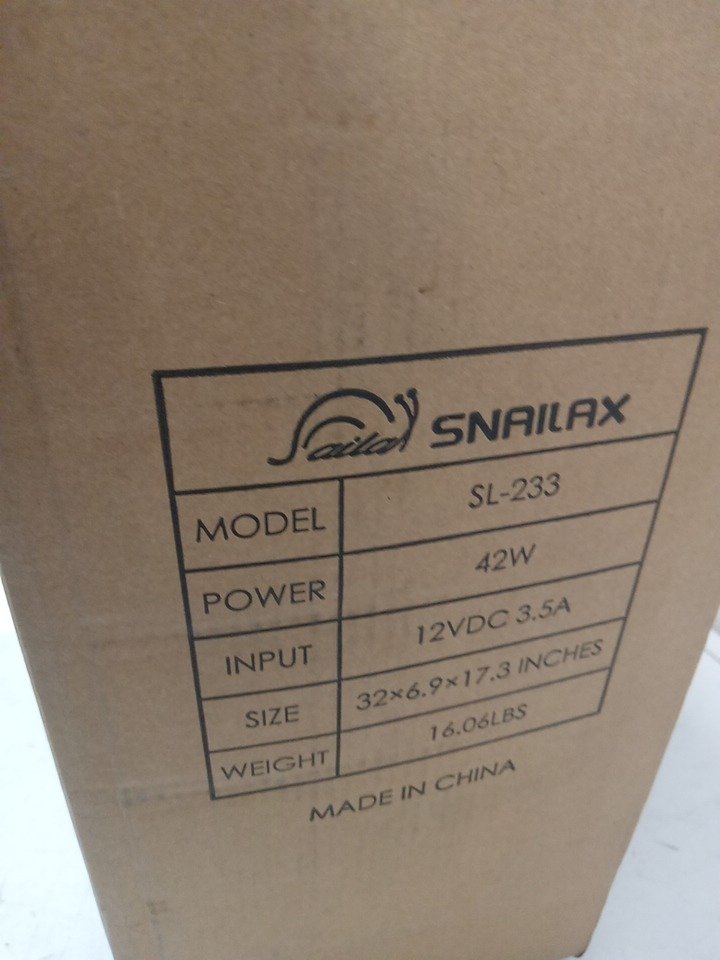 Snailax SNAILAX
MODEL SL-233
POWER 42W
INPUT 12VDC 3.5A
SIZE 32×6.9×17.3 INCHES
WEIGHT 16.06LBS
MADE IN CHINA